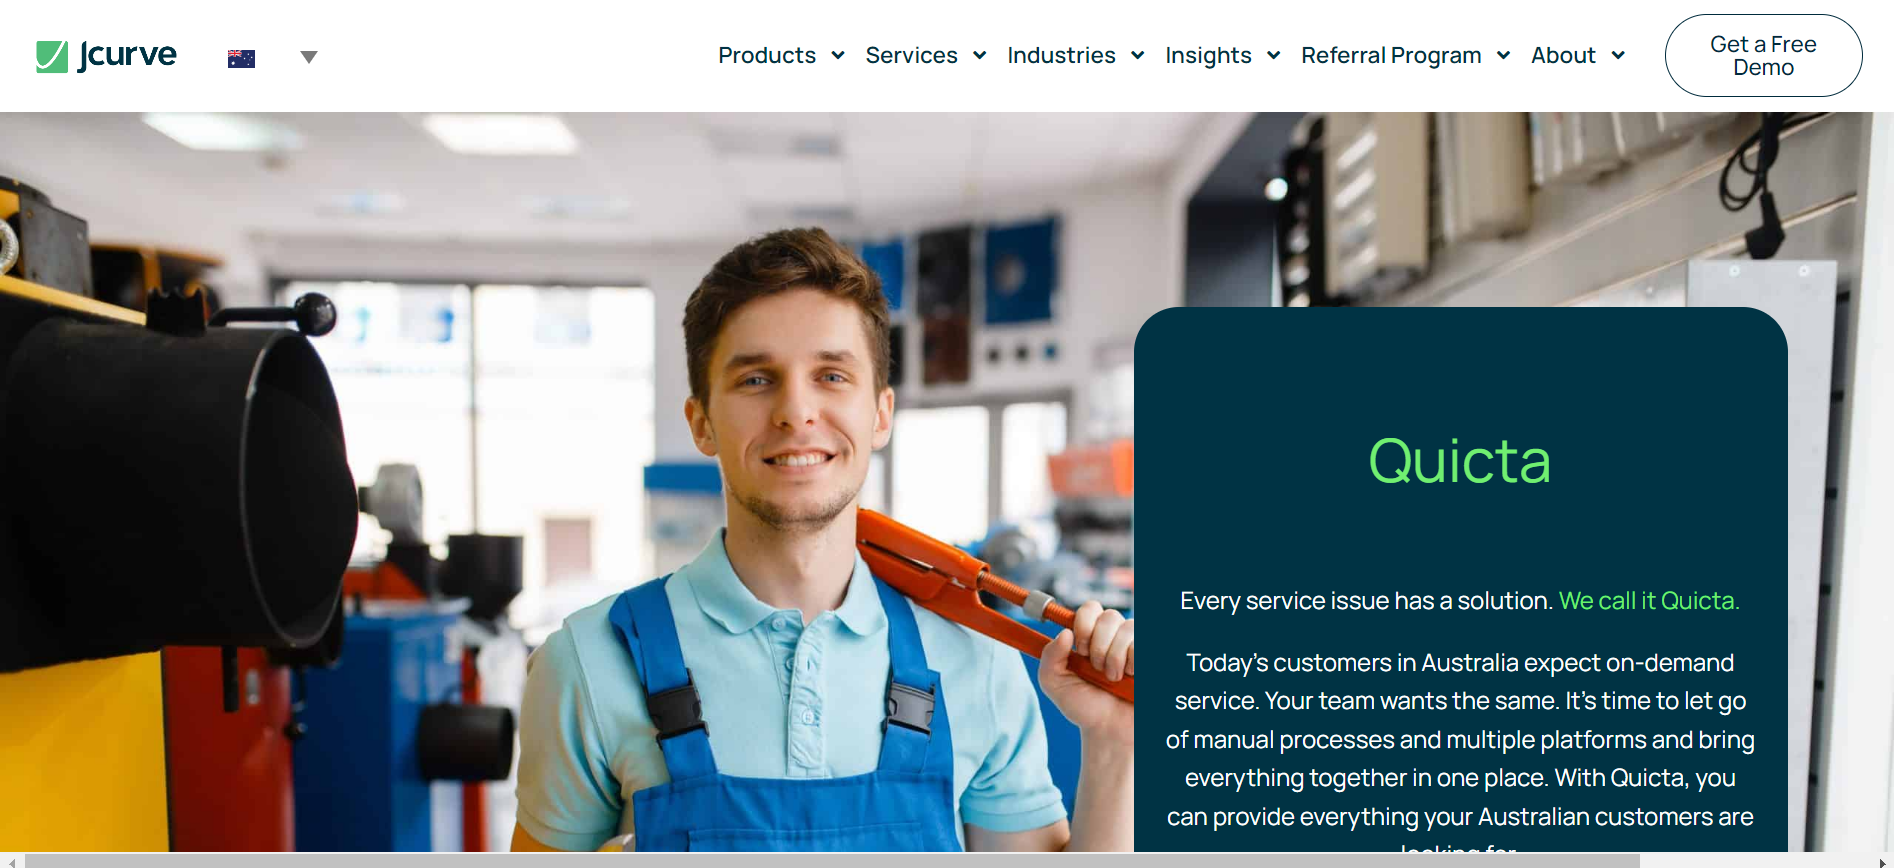 Jcurve
Products Services Industries Insights Referral Program About
Get a Free
Demo
Quicta
Every service issue has a solution. We call it Quicta.
Today’s customers in Australia expect on-demand
service. Your team wants the same. It’s time to let go
of manual processes and multiple platforms and bring
everything together in one place. With Quicta, you
can provide everything your Australian customers are
looking for